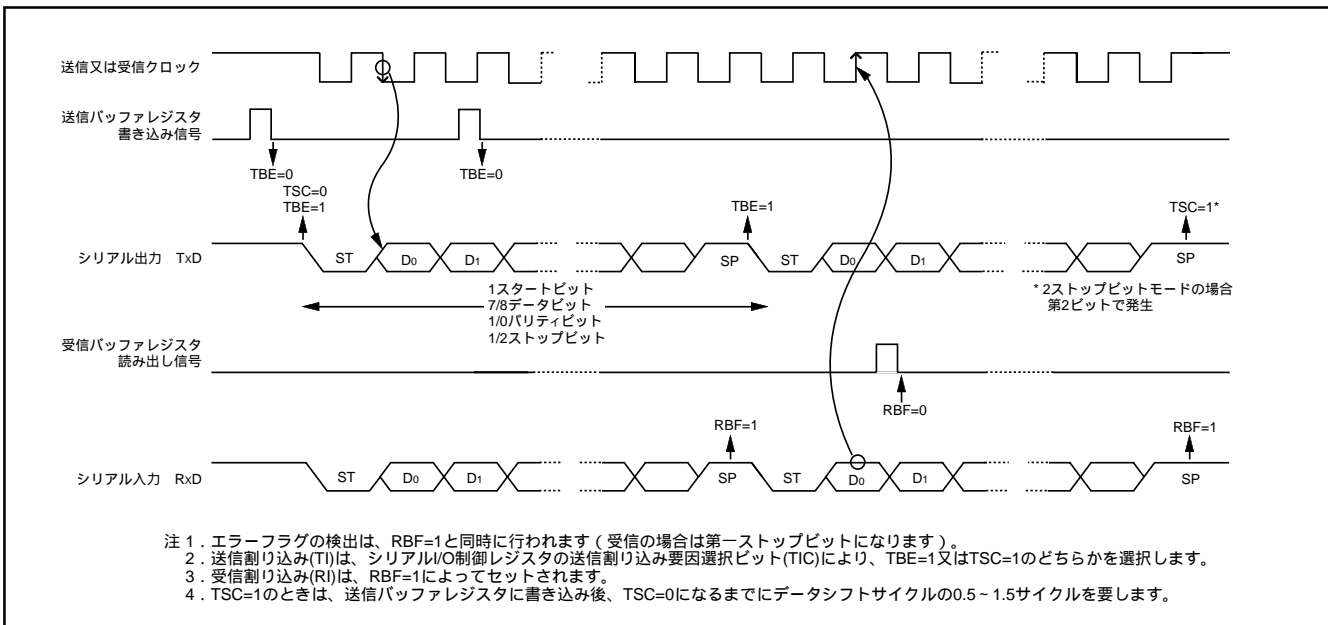 送信又は受信クロック
送信バッファレジスタ
書き込み信号
TBE=0
TBE=0
TSC=0
TBE=1
TBE=1
TSC=1*
シリアル出力 TxD
ST
D0
D1
SP
ST
D0
D1
SP
1スタートビット
7/8データビット
1/0パリティビット
1/2ストップビット
* 2ストップビットモードの場合
第2ビットで発生
受信バッファレジスタ
読み出し信号
RBF=0
RBF=1
RBF=1
シリアル入力 RxD
ST
D0
D1
SP
ST
D0
D1
SP
注 1．エラーフラグの検出は、RBF=1と同時に行われます（受信の場合は第一ストップビットになります）。
2．送信割り込み(TI)は、シリアルI/O制御レジスタの送信割り込み要因選択ビット(TIC)により、TBE=1又はTSC=1のどちらかを選択します。
3．受信割り込み(RI)は、RBF=1によってセットされます。
4．TSC=1のときは、送信バッファレジスタに書き込み後、TSC=0になるまでにデータシフトサイクルの0.5～1.5サイクルを要します。